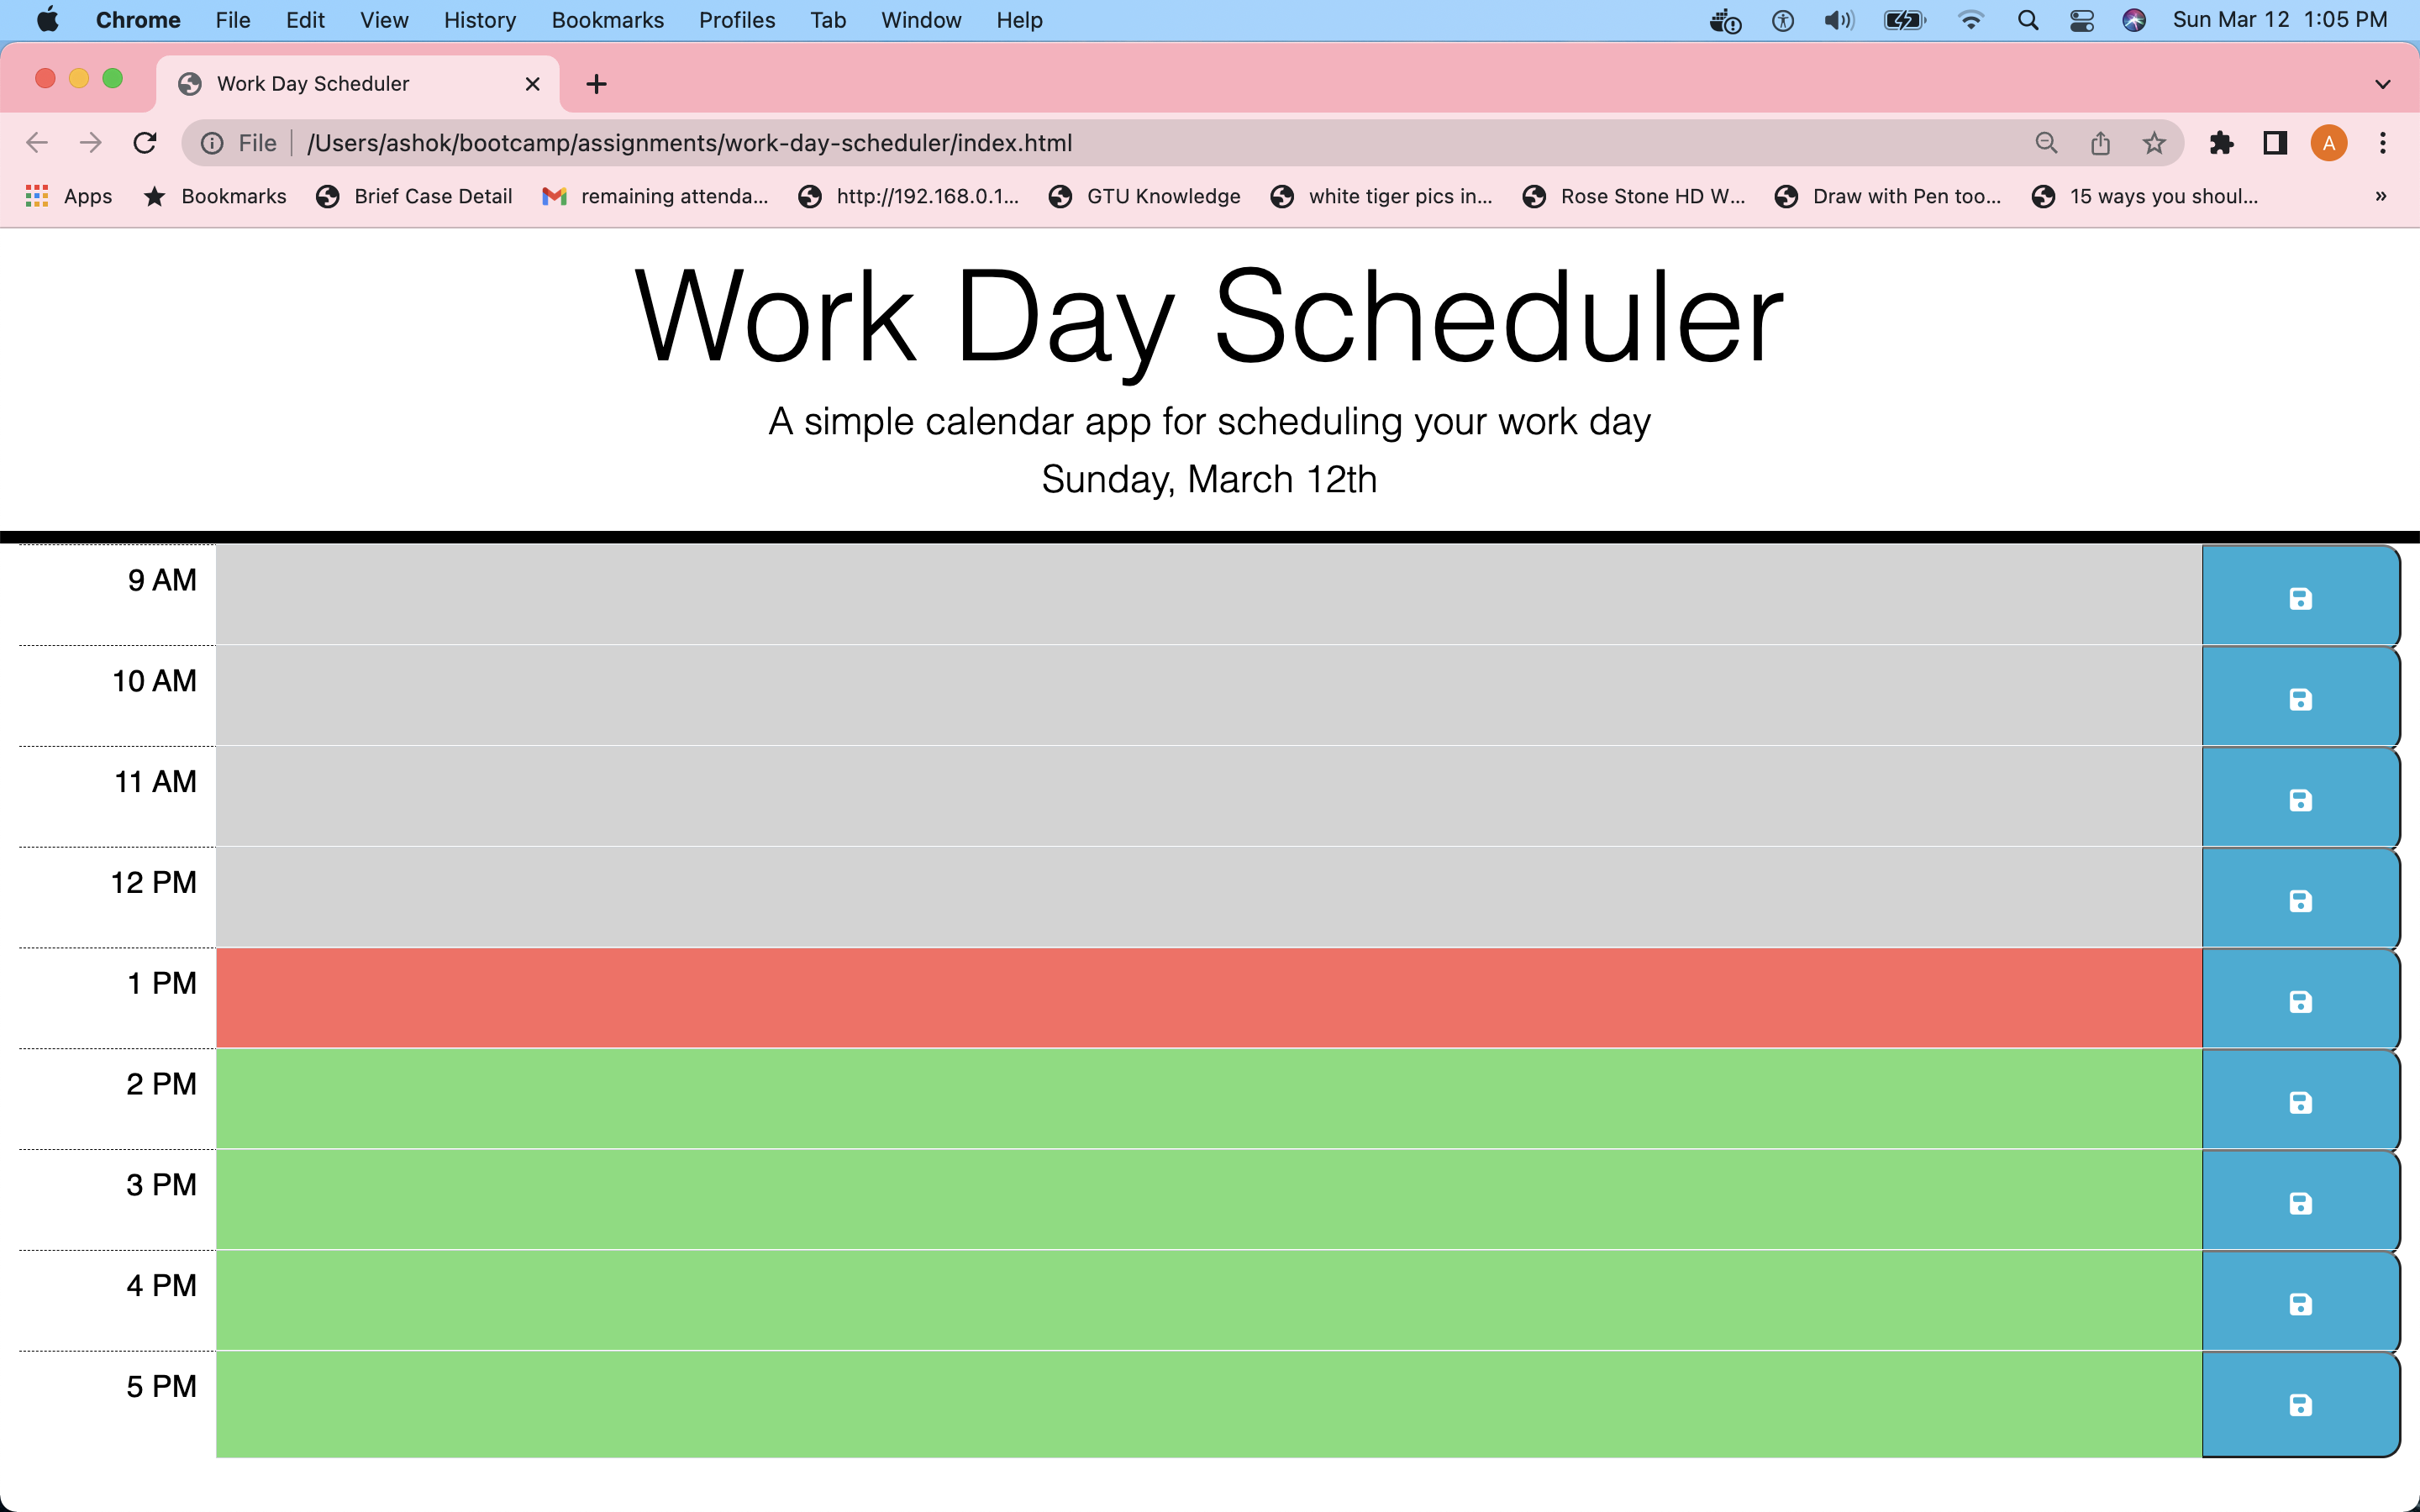 Chrome File Edit View History Bookmarks Profiles Tab Window Help Sun Mar 12 1:05 PM
Work Day Scheduler
File /Users/ashok/bootcamp/assignments/work-day-scheduler/index.html A
Apps Bookmarks Brief Case Detail remaining attenda... http://192.168.0.1... GTU Knowledge white tiger pics in... Rose Stone HD W... Draw with Pen too... 15 ways you shoul... »
Work Day Scheduler
A simple calendar app for scheduling your work day
Sunday, March 12th
9 AM
10 AM
11 AM
12 PM
1 PM
2 PM
3 PM
4 PM
5 PM